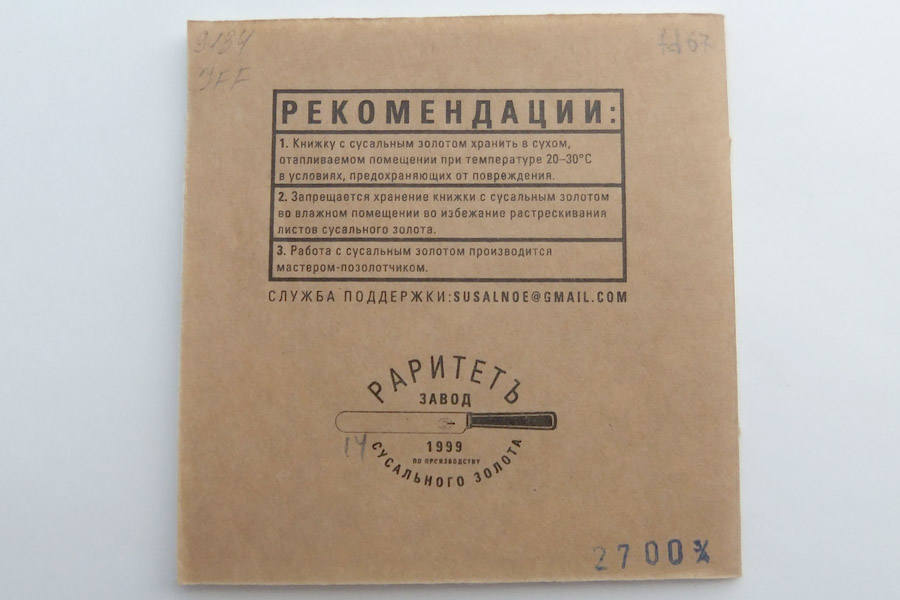 9134
РЕКОМЕНДАЦИИ:
1. Книжку с сусальным золотом хранить в сухом,
отапливаемом помещении при температуре 20–30°С
в условиях, предохраняющих от повреждения.
2. Запрещается хранение книжки с сусальным золотом
во влажном помещении во избежание растрескивания
листов сусального золота.
3. Работа с сусальным золотом производится
мастером-позолотчиком.
СЛУЖБА ПОДДЕРЖКИ:SUSALNOE@GMAIL.COM
РАРИТЕТЪ
ЗАВОД
1999
ПО ПРОИЗВОДСТВУ
СУСАЛЬНОГО ЗОЛОТА
14
2700